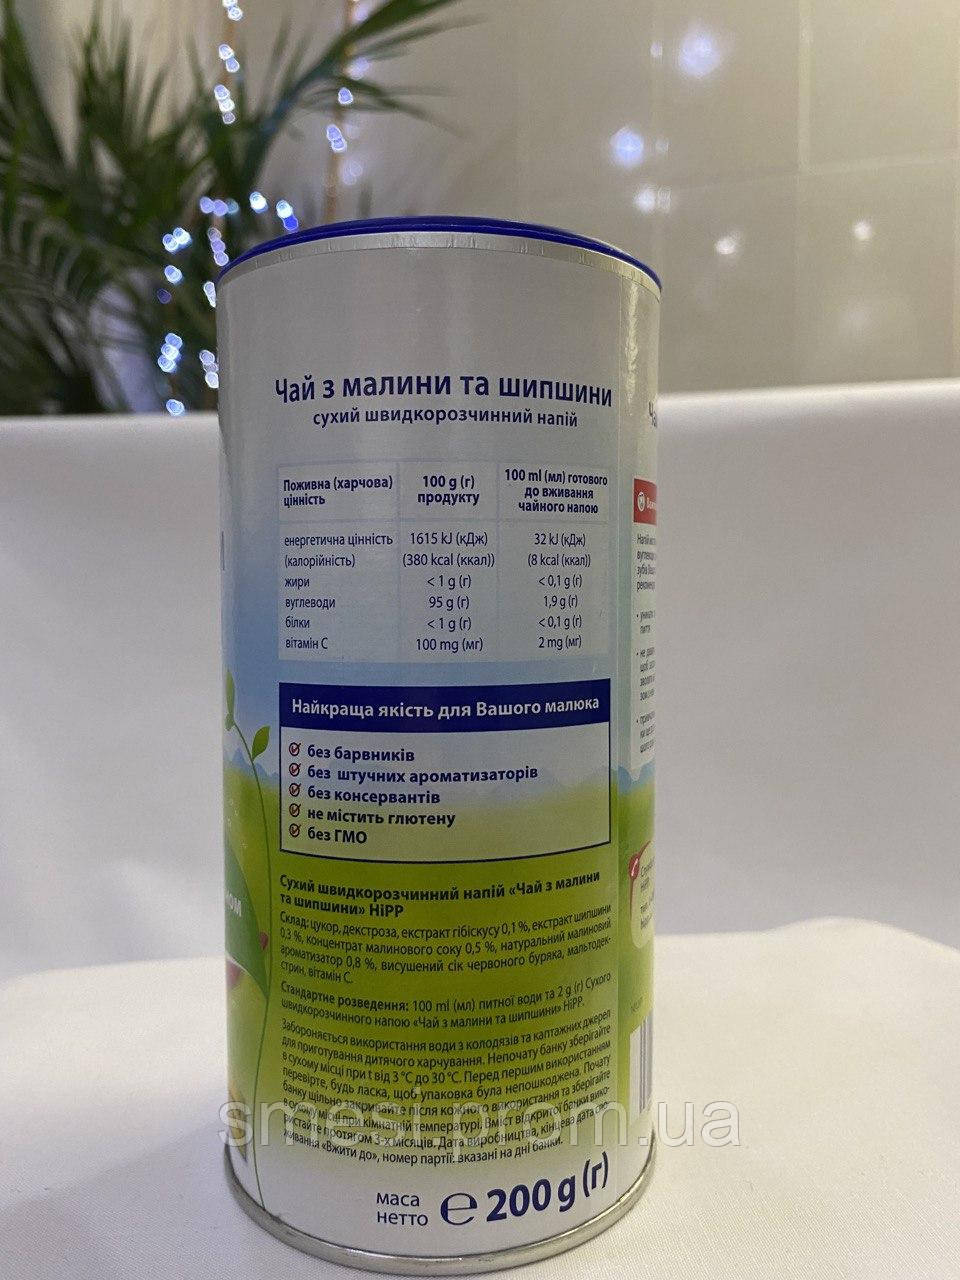 Чай з малини та шипшини
сухий швидкорозчинний напій
Поживна (харчова) цінність 100 g (г) продукту 100 ml (мл) готового до вживання чайного напою
енергетична цінність 1615 kJ (кДж) 32 kJ (кДж)
(калорійність) (380 kcal (ккал)) (8 kcal (ккал))
жири < 1 g (г) < 0,1 g (г)
вуглеводи 95 g (г) 1,9 g (г)
білки < 1 g (г) < 0,1 g (г)
вітамін С 100 mg (мг) 2 mg (мг)
Найкраща якість для Вашого малюка
без барвників
без штучних ароматизаторів
без консервантів
не містить глютену
без ГМО
Сухий швидкорозчинний напій «Чай з малини
та шипшини» HiPP
Склад: цукор, декстроза, екстракт гібіскусу 0,1 %, екстракт шипшини
0,3 %, концентрат малинового соку 0,5 %, натуральний малиновий
ароматизатор 0,8 %, висушений сік червоного буряка, мальтодек-
стрин, вітамін С.
Стандартне розведення: 100 ml (мл) питної води та 2 g (г) Сухого
швидкорозчинного напою «Чай з малини та шипшини» HiPP.
Забороняється використання води з колодязів та каптажних джерел
для приготування дитячого харчування. Непочату банку зберігайте
в сухому місці при t від 3 °С до 30 °С. Перед першим використанням
перевірте, будь ласка, щоб упаковка була непошкоджена. Почату
банку щільно закривайте після кожного використання та зберігайте
в сухому місці при кімнатній температурі. Вміст відкритої банки вико-
ристайте протягом місяців. Дата виробництва, кінцева дата спо-
живання «Вжити до», номер партії: вказані на дні банки.
маса
нетто ℮ 200 g (г)
smesi.prom.ua